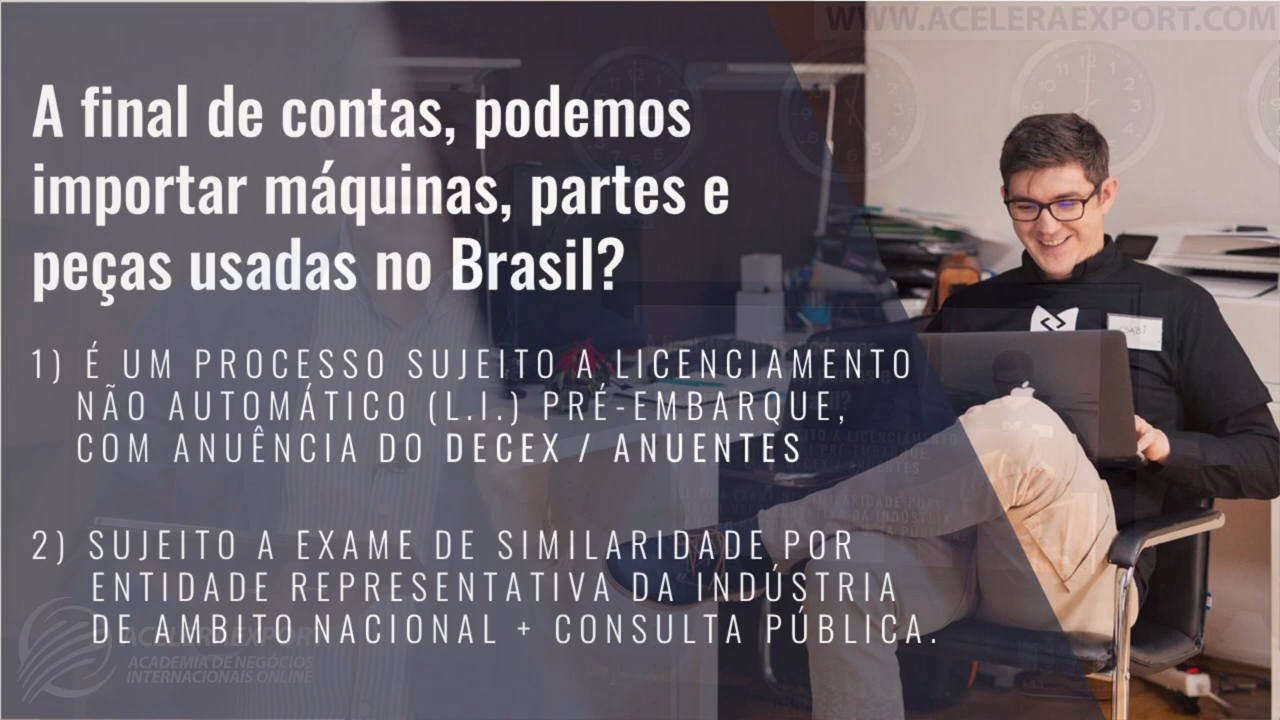 WWW.ACELERAEXPORT.COM
A final de contas, podemos
importar máquinas, partes e
peças usadas no Brasil?
1) É UM PROCESSO SUJEITO A LICENCIAMENTO
NÃO AUTOMÁTICO (L.I.) PRÉ-EMBARQUE,
COM ANUÊNCIA DO DECEX / ANUENTES
2) SUJEITO A EXAME DE SIMILARIDADE POR
ENTIDADE REPRESENTATIVA DA INDÚSTRIA
DE AMBITO NACIONAL + CONSULTA PÚBLICA.
ACELERAEXPORT
ACADEMIA DE NEGÓCIOS
INTERNACIONAIS ONLINE
CSABI